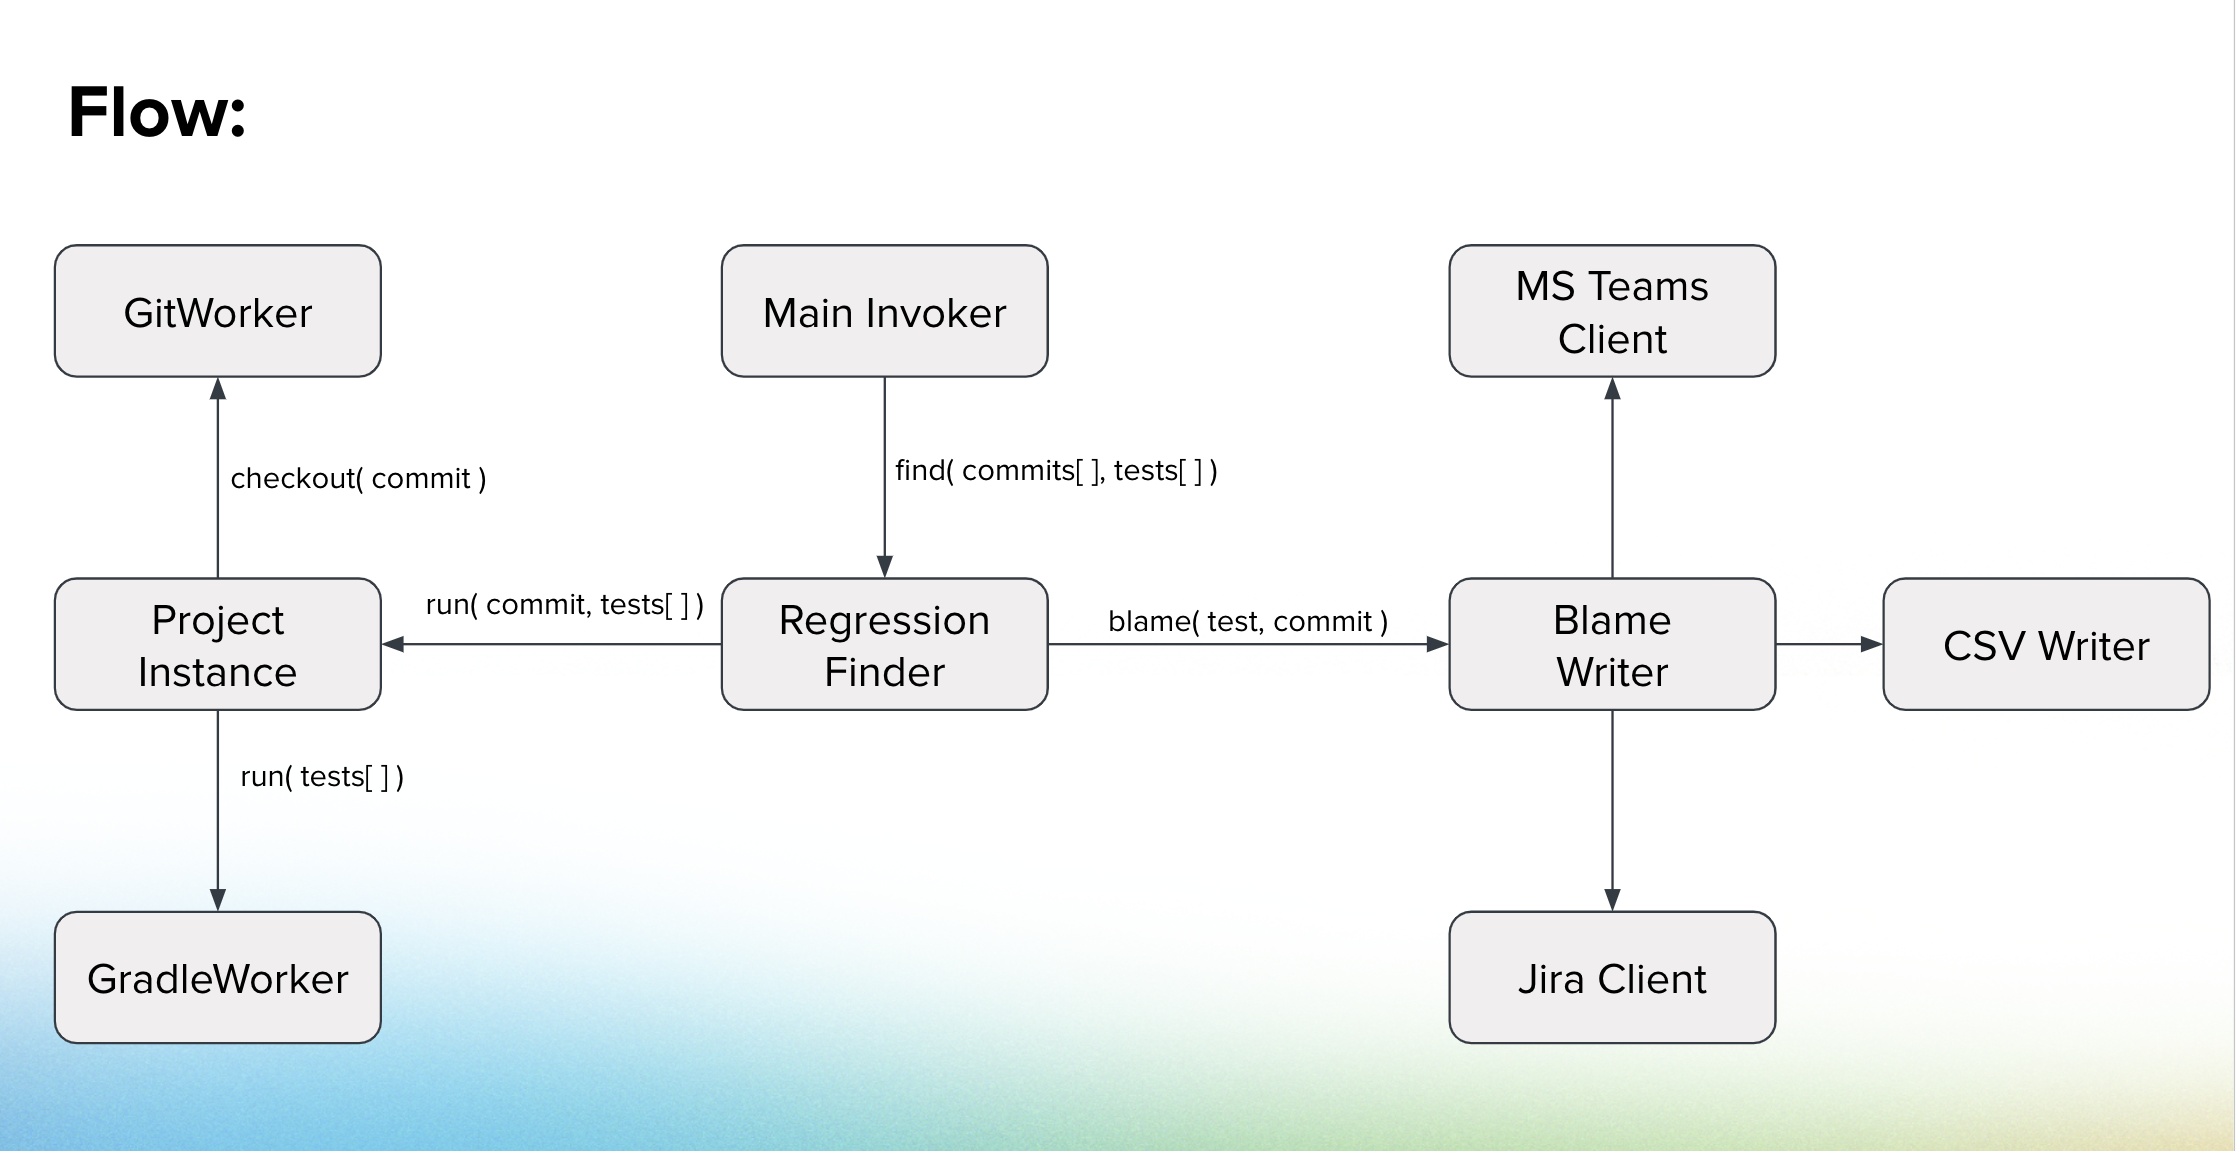 Flow:
GitWorker
Main Invoker
MS Teams
Client
checkout( commit )
find( commits[ ], tests[ ] )
Project
Instance
run( commit, tests[ ] )
Regression
Finder
blame( test, commit )
Blame
Writer
CSV Writer
run( tests[ ] )
GradleWorker
Jira Client